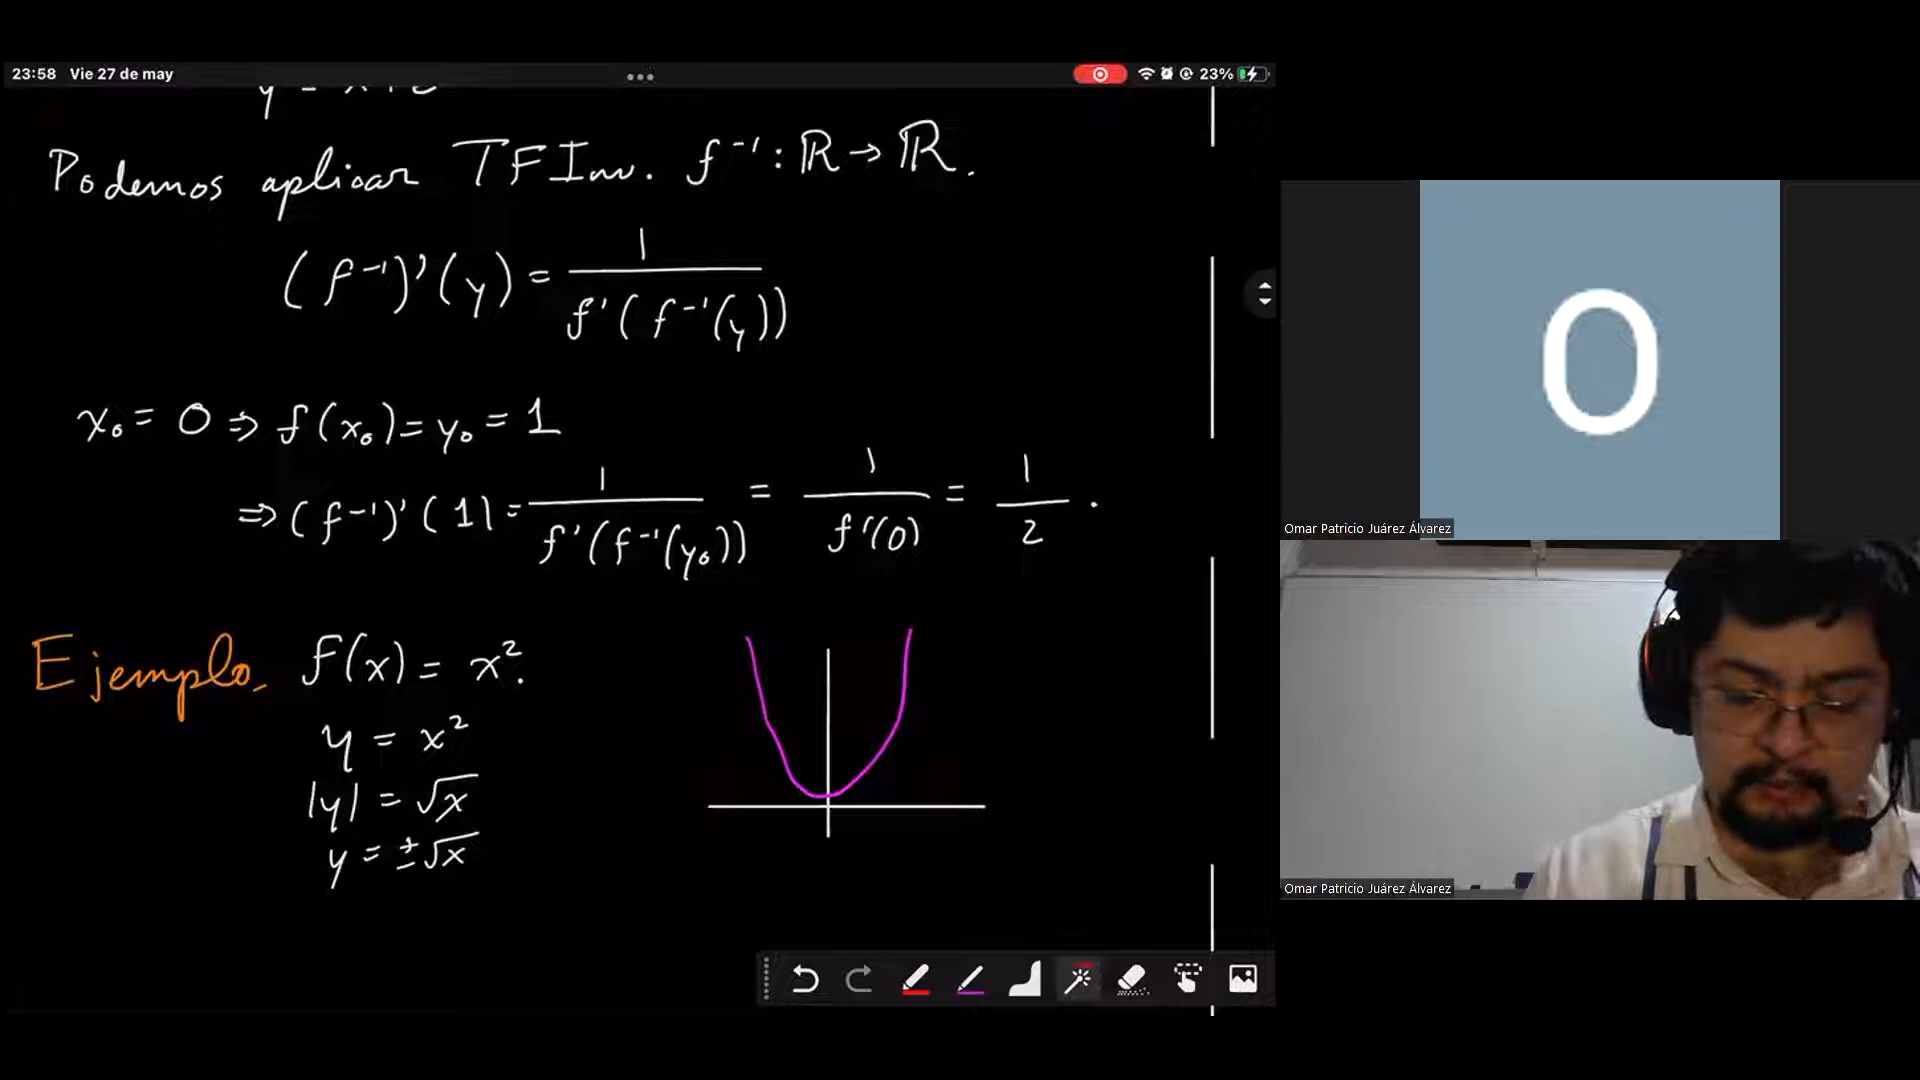 23:58 Vie 27 de may
23%
y = x + e
Podemos aplicar TFInv. f⁻¹: ℝ → ℝ.
(f⁻¹)'(y) = 1 / f'(f⁻¹(y))
x₀ = 0 ⇒ f(x₀) = y₀ = 1
⇒ (f⁻¹)'(1) = 1 / f'(f⁻¹(y₀)) = 1 / f'(0) = 1 / 2 .
Ejemplo. f(x) = x².
y = x²
|y| = √x
y = ±√x
O
Omar Patricio Juárez Álvarez
Omar Patricio Juárez Álvarez